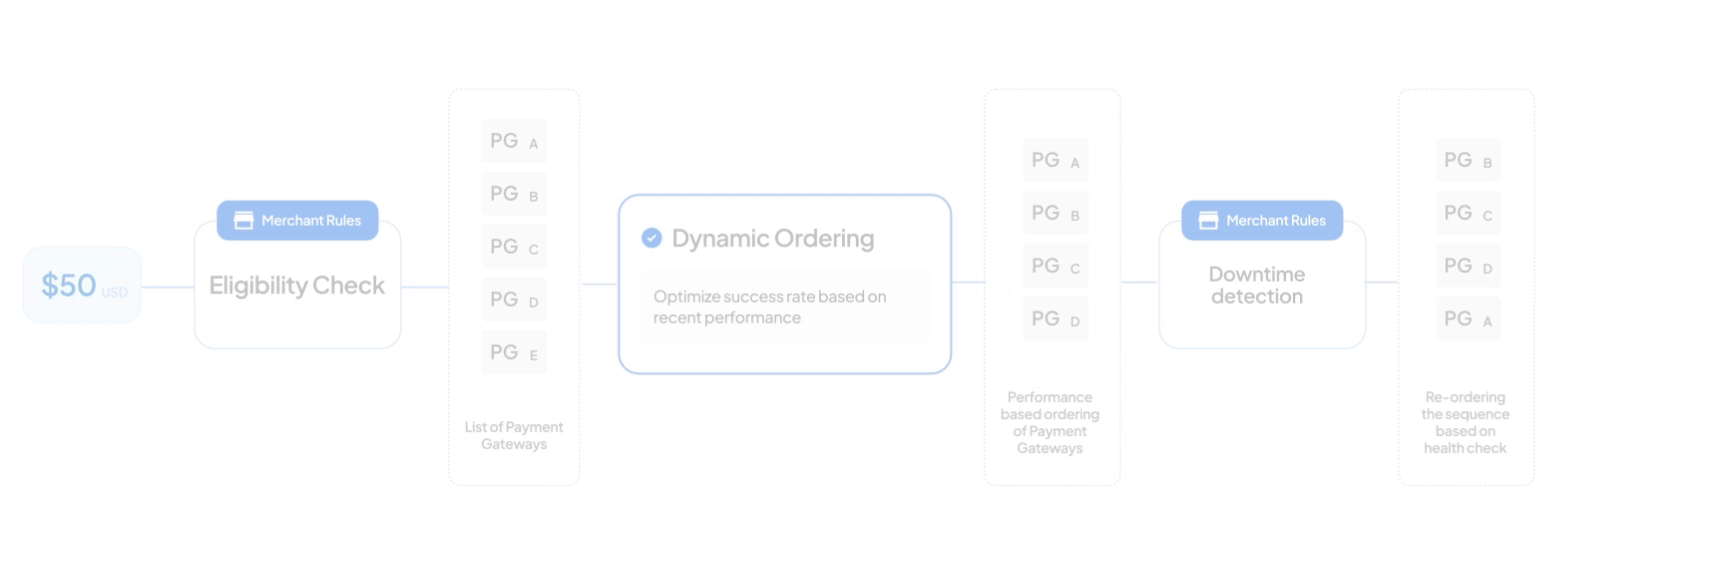 $50 USD
Merchant Rules
Eligibility Check
PG A
PG B
PG C
PG D
PG E
List of Payment
Gateways
Dynamic Ordering
Optimize success rate based on
recent performance
PG A
PG B
PG C
PG D
Performance
based ordering
of Payment
Gateways
Merchant Rules
Downtime
detection
PG B
PG C
PG D
PG A
Re-ordering
the sequence
based on
health check